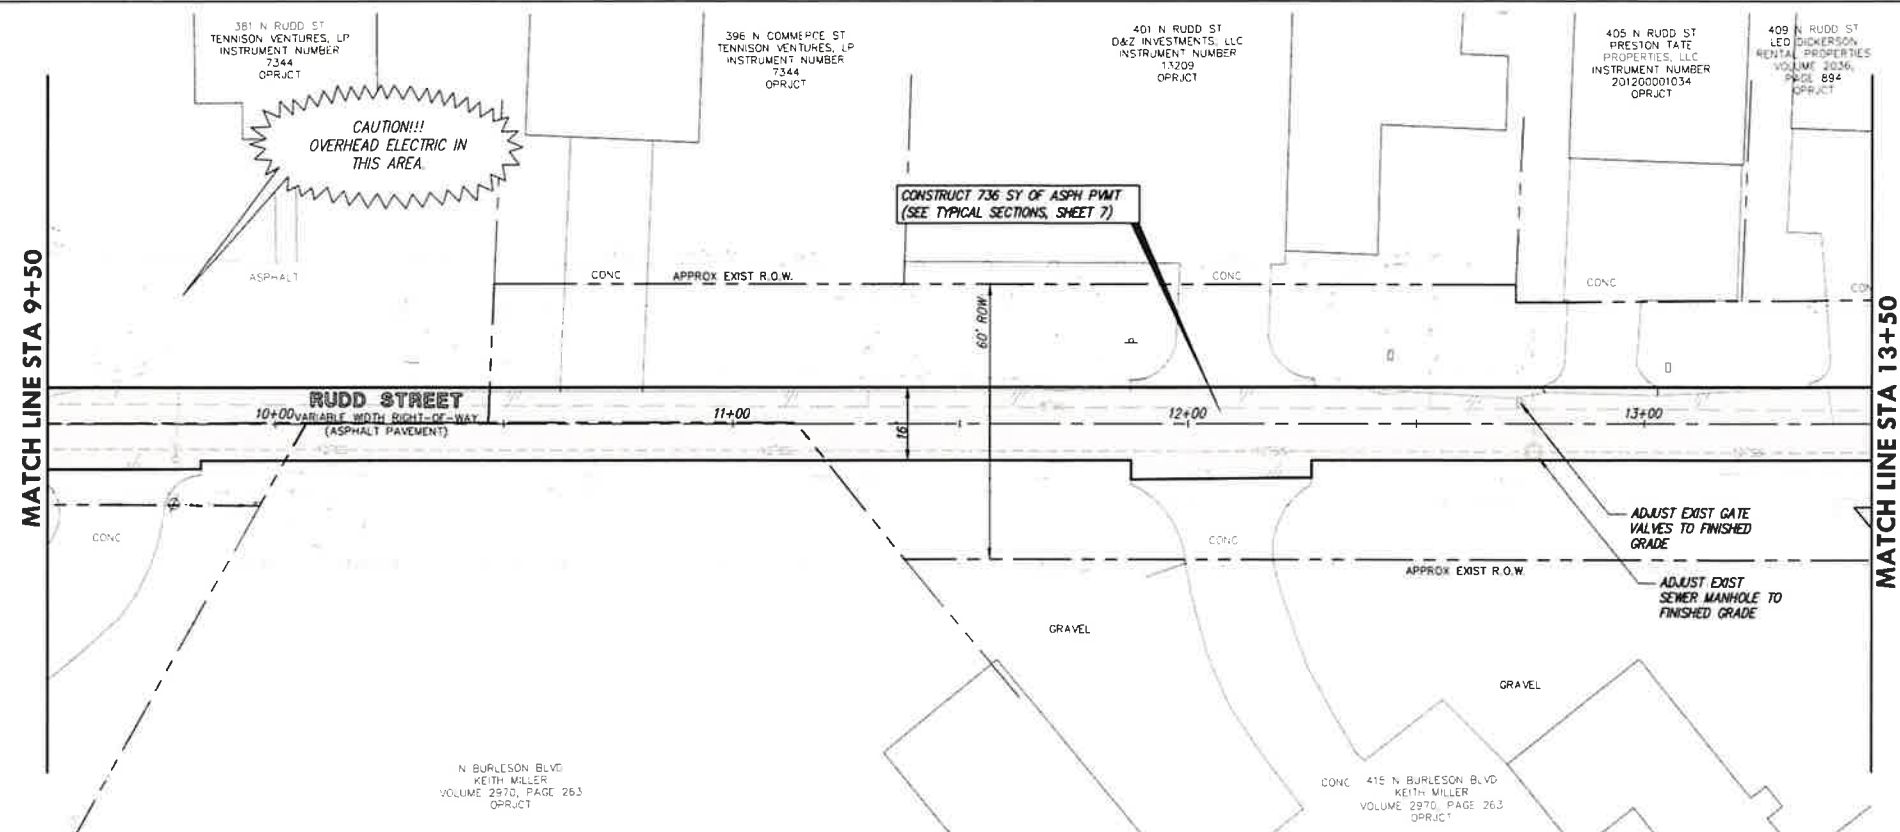 381 N RUDD ST
TENNISON VENTURES, LP
INSTRUMENT NUMBER
7344
OPRJCT
396 N COMMERCE ST
TENNISON VENTURES, LP
INSTRUMENT NUMBER
7344
OPRJCT
401 N RUDD ST
D&Z INVESTMENTS, LLC
INSTRUMENT NUMBER
13209
OPRJCT
405 N RUDD ST
PRESTON TATE
PROPERTIES, LLC
INSTRUMENT NUMBER
201200001034
OPRJCT
409 N RUDD ST
LEO DICKERSON
RENTAL PROPERTIES
VOLUME 2036,
PAGE 894
OPRJCT
CAUTION!!!
OVERHEAD ELECTRIC IN
THIS AREA.
CONSTRUCT 736 SY OF ASPH PVMT
(SEE TYPICAL SECTIONS, SHEET 7)
MATCH LINE STA 9+50
MATCH LINE STA 13+50
ASPHALT
CONC
APPROX EXIST R.O.W.
CONC
CONC
CON
60' ROW
RUDD STREET
10+00
VARIABLE WIDTH RIGHT-OF-WAY
(ASPHALT PAVEMENT)
11+00
16'
12+00
13+00
CONC
CONC
ADJUST EXIST GATE
VALVES TO FINISHED
GRADE
APPROX EXIST R.O.W.
ADJUST EXIST
SEWER MANHOLE TO
FINISHED GRADE
GRAVEL
GRAVEL
N BURLESON BLVD
KEITH MILLER
VOLUME 2970, PAGE 263
OPRJCT
CONC
415 N BURLESON BLVD
KEITH MILLER
VOLUME 2970, PAGE 263
OPRJCT